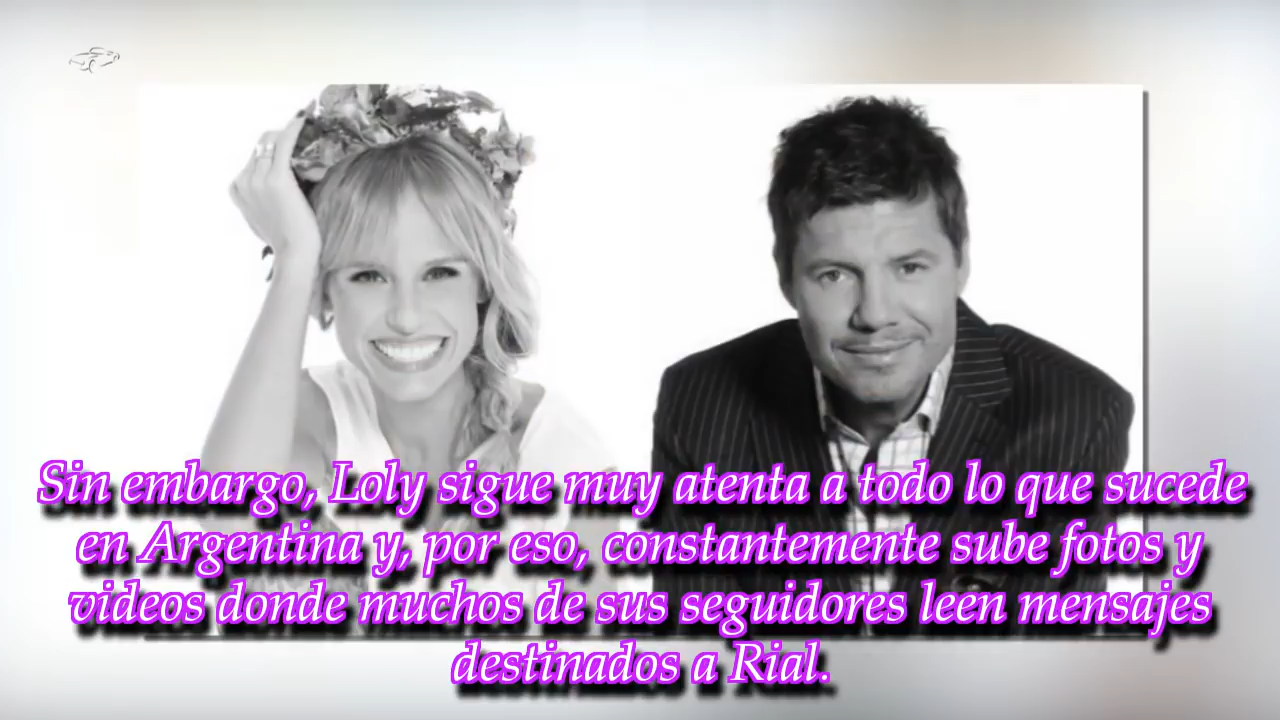 Sin embargo, Loly sigue muy atenta a todo lo que sucede
en Argentina y, por eso, constantemente sube fotos y
videos donde muchos de sus seguidores leen mensajes
destinados a Rial.